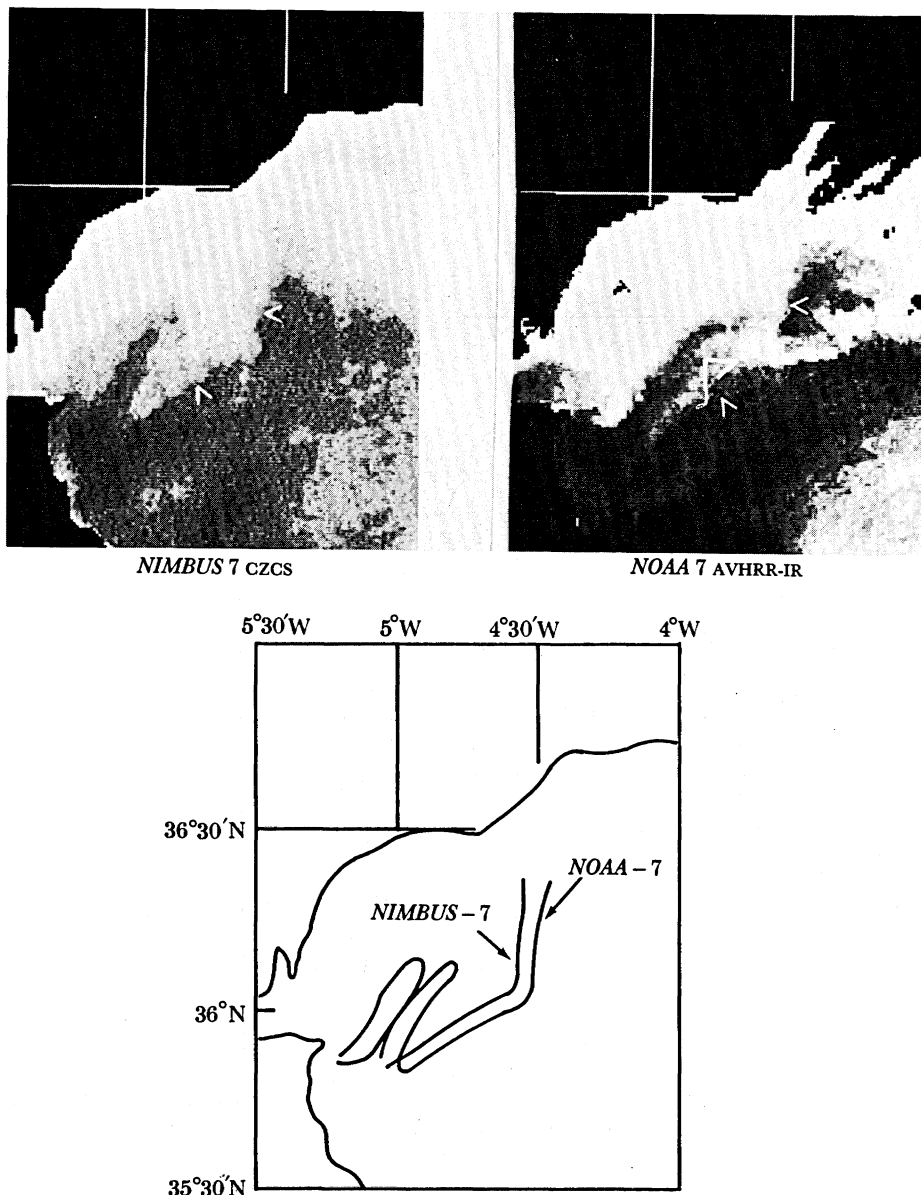 NIMBUS 7 CZCS
NOAA 7 AVHRR-IR
5°30′W 5°W 4°30′W 4°W
36°30′N
NOAA – 7
NIMBUS – 7
36°N
35°30′N